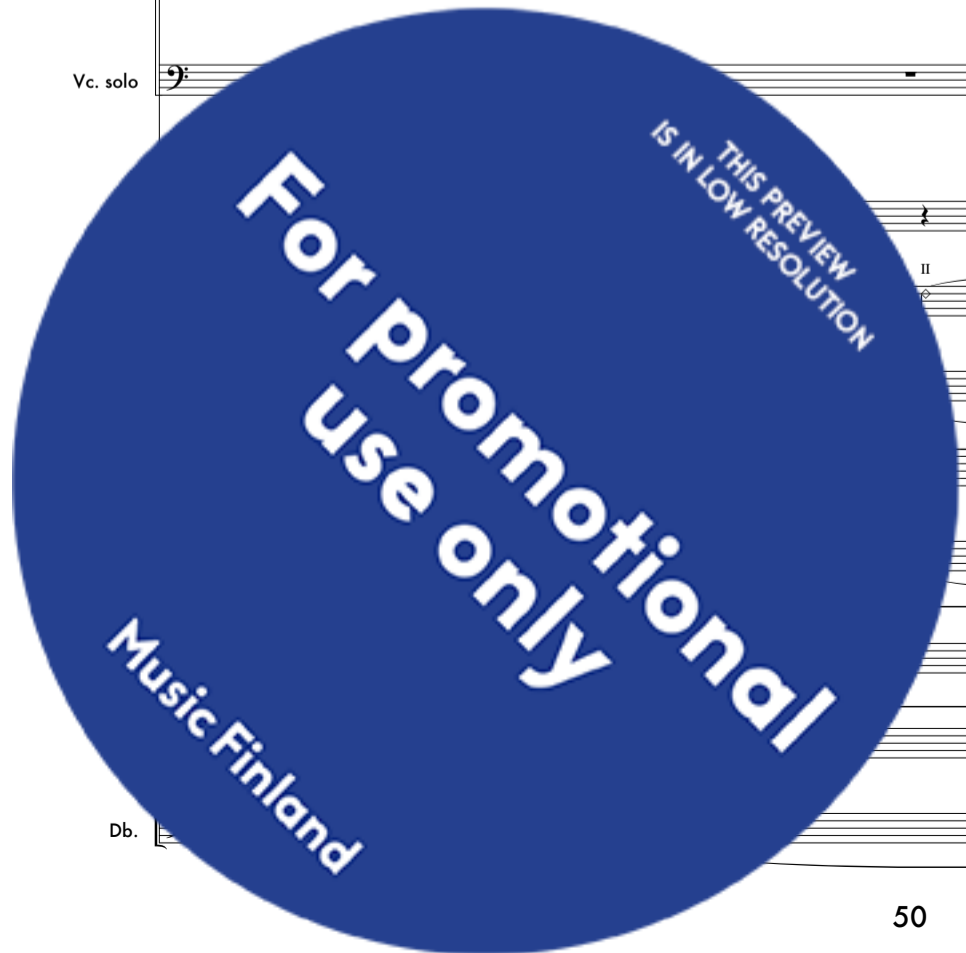 Vc. solo
THIS PREVIEW
IS IN LOW RESOLUTION
For promotional
use only
II
Music Finland
Db.
50